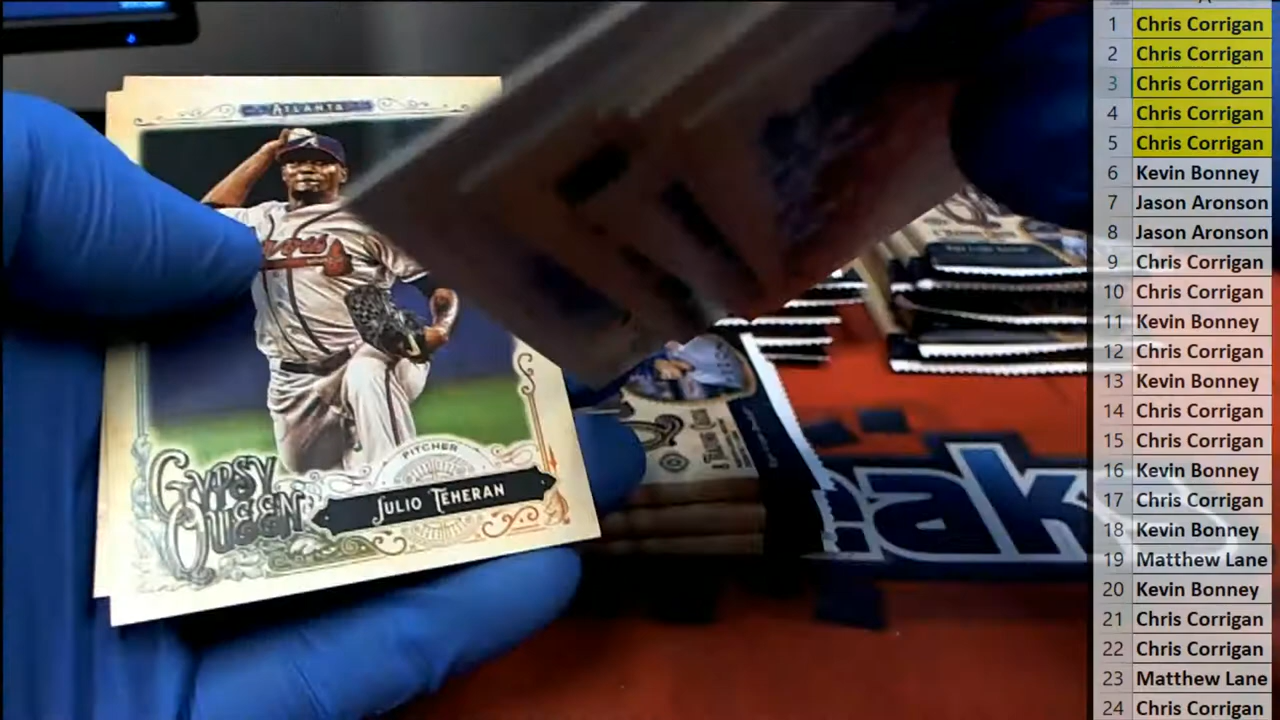 ATLANTA
Braves
GYPSY
QUEEN
PITCHER
JULIO TEHERAN
eaks
1 Chris Corrigan
2 Chris Corrigan
3 Chris Corrigan
4 Chris Corrigan
5 Chris Corrigan
6 Kevin Bonney
7 Jason Aronson
8 Jason Aronson
9 Chris Corrigan
10 Chris Corrigan
11 Kevin Bonney
12 Chris Corrigan
13 Kevin Bonney
14 Chris Corrigan
15 Chris Corrigan
16 Kevin Bonney
17 Chris Corrigan
18 Kevin Bonney
19 Matthew Lane
20 Kevin Bonney
21 Chris Corrigan
22 Chris Corrigan
23 Matthew Lane
24 Chris Corrigan